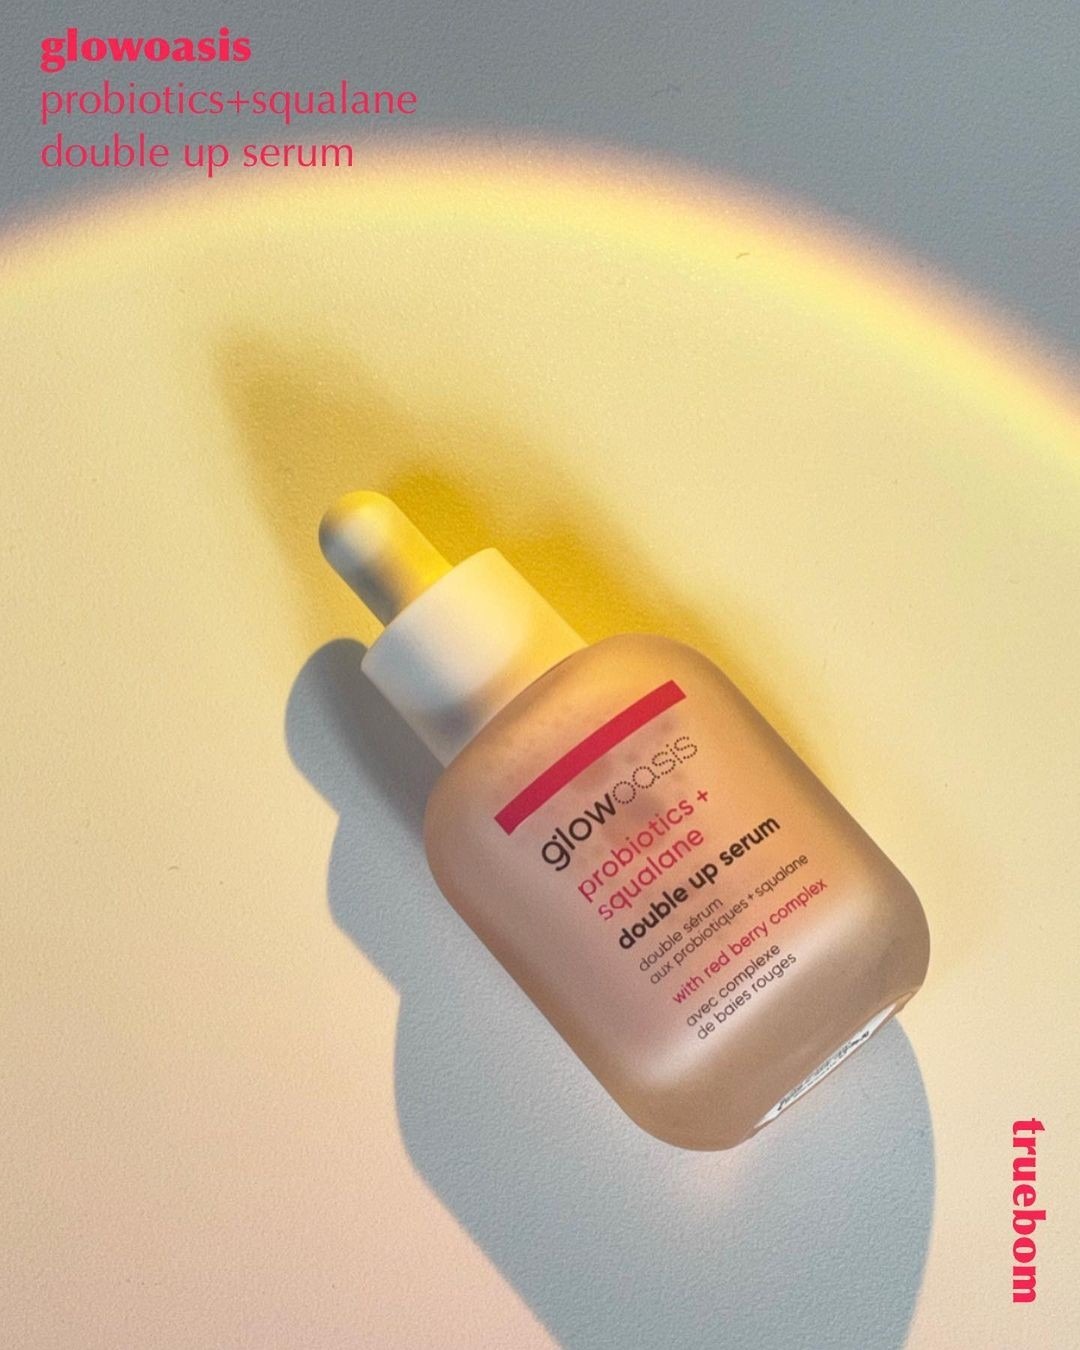 glowoasis
probiotics+squalane
double up serum
glowoasis
probiotics +
squalane
double up serum
double sérum
aux probiotiques+squalane
with red berry complex
avec complexe
de baies rouges
truebom